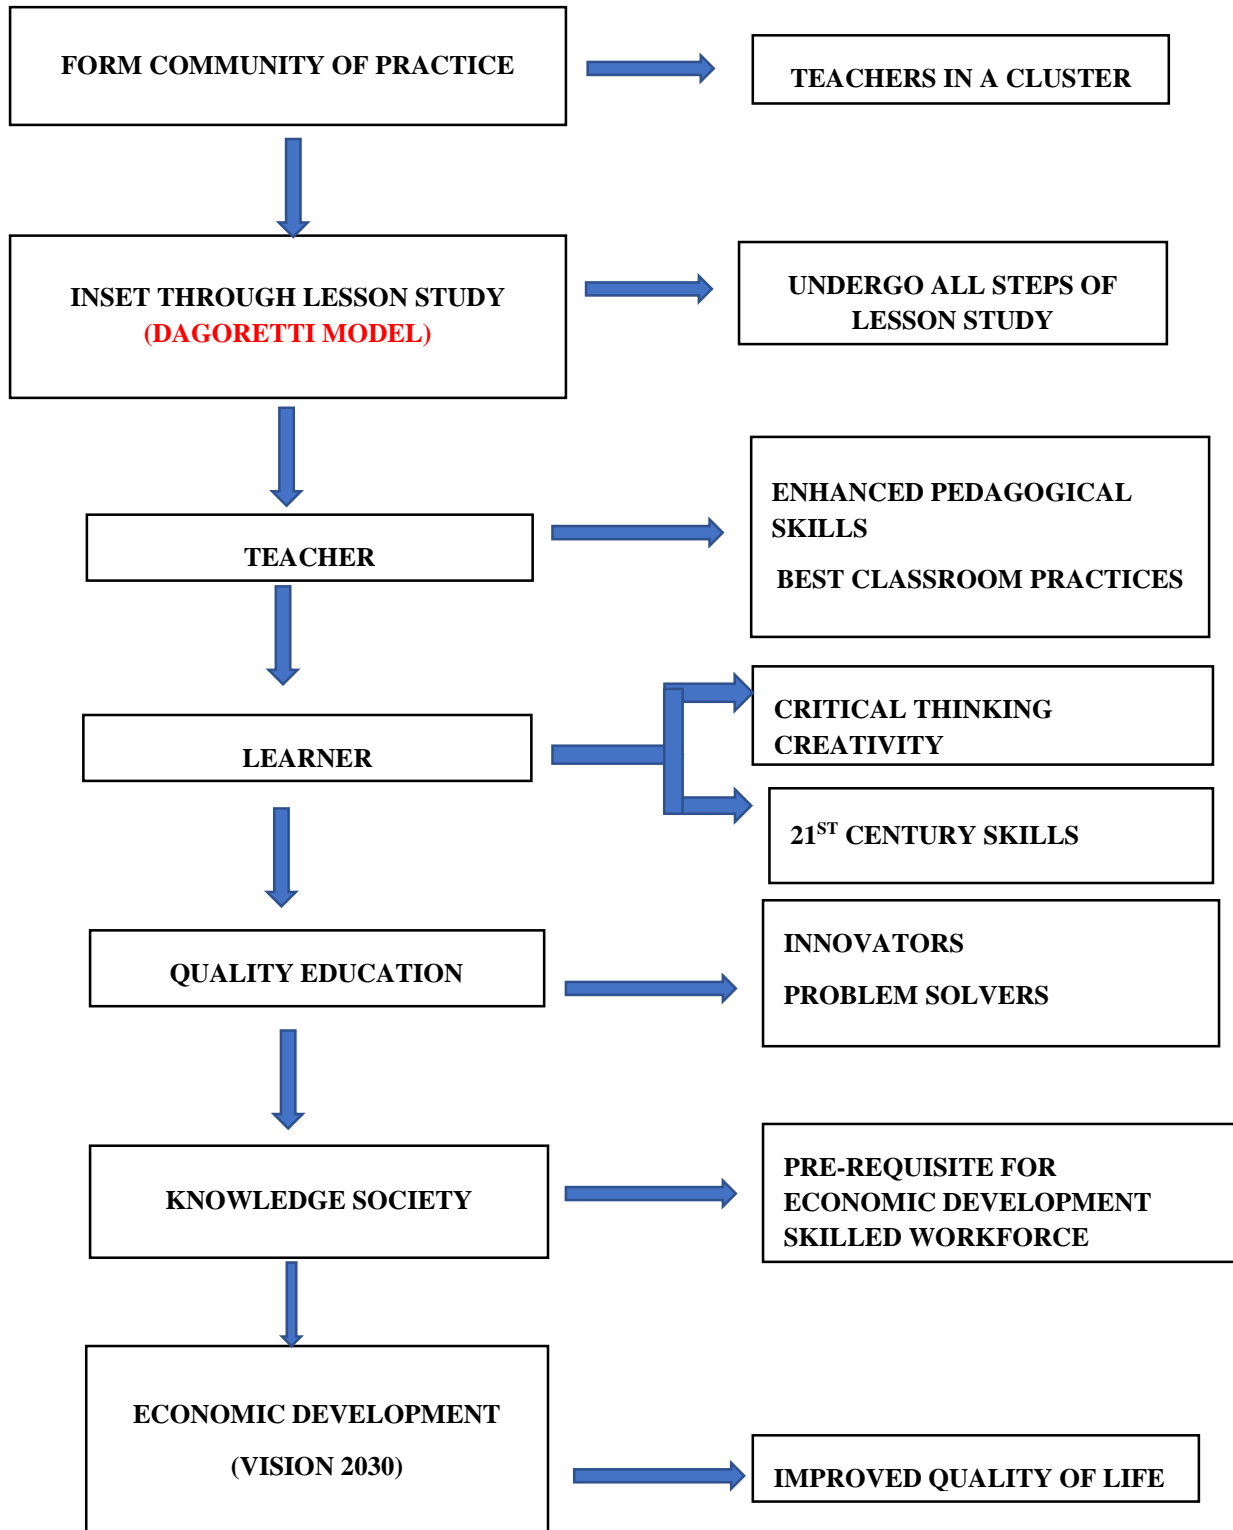 FORM COMMUNITY OF PRACTICE
TEACHERS IN A CLUSTER
INSET THROUGH LESSON STUDY
(DAGORETTI MODEL)
UNDERGO ALL STEPS OF
LESSON STUDY
TEACHER
ENHANCED PEDAGOGICAL
SKILLS
BEST CLASSROOM PRACTICES
LEARNER
CRITICAL THINKING
CREATIVITY
21ST CENTURY SKILLS
QUALITY EDUCATION
INNOVATORS
PROBLEM SOLVERS
KNOWLEDGE SOCIETY
PRE-REQUISITE FOR
ECONOMIC DEVELOPMENT
SKILLED WORKFORCE
ECONOMIC DEVELOPMENT
(VISION 2030)
IMPROVED QUALITY OF LIFE